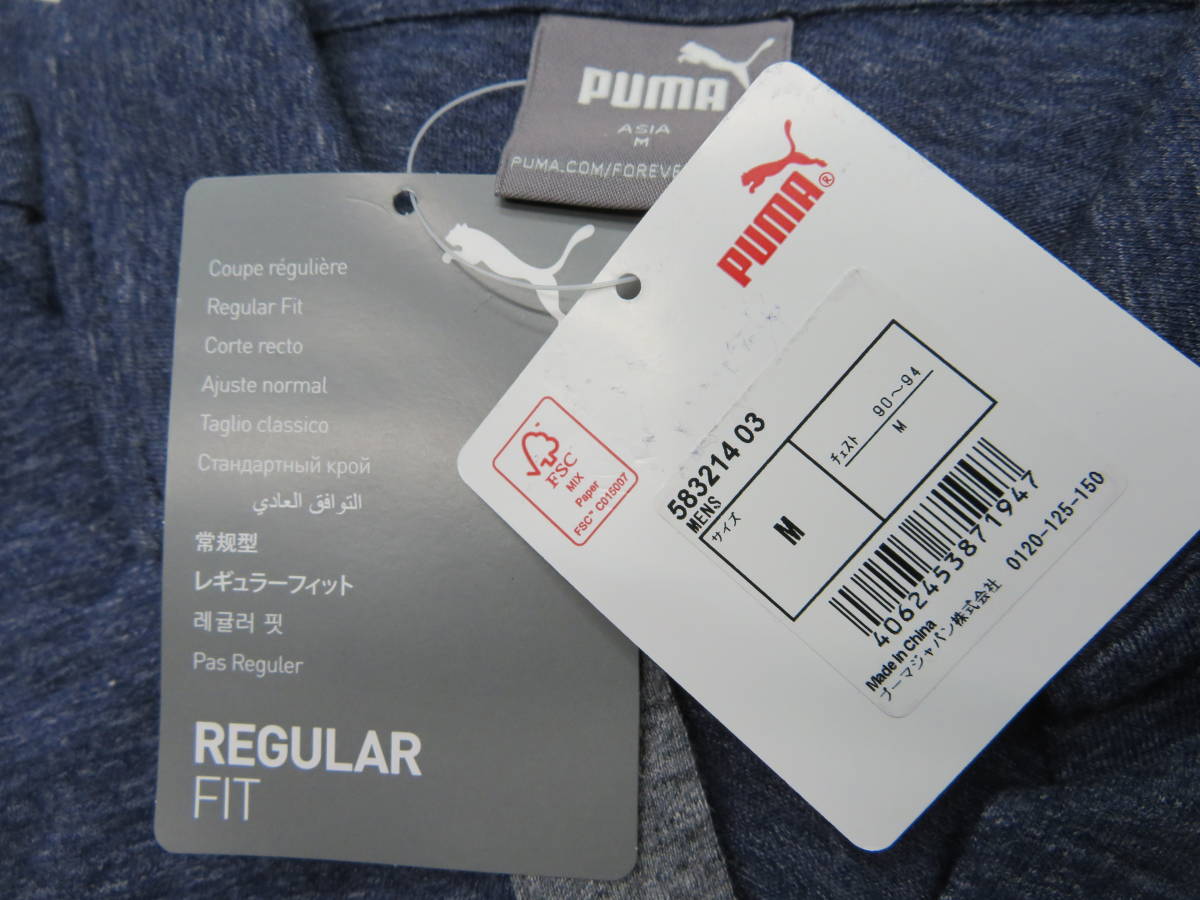 PUMA
ASIA
M
PUMA.COM/FOREVE
Coupe régulière
Regular Fit
Corte recto
Ajuste normal
Taglio classico
Стандартный крой
التوافق العادي
常规型
レギュラーフィット
레귤러 핏
Pas Reguler
REGULAR
FIT
PUMA®
FSC
MIX
Paper
FSC™ C015007
583214 03
MENS
サイズ
M
チェスト 90～94
M
4062453871947
Made in China
プーマジャパン株式会社 0120-125-150